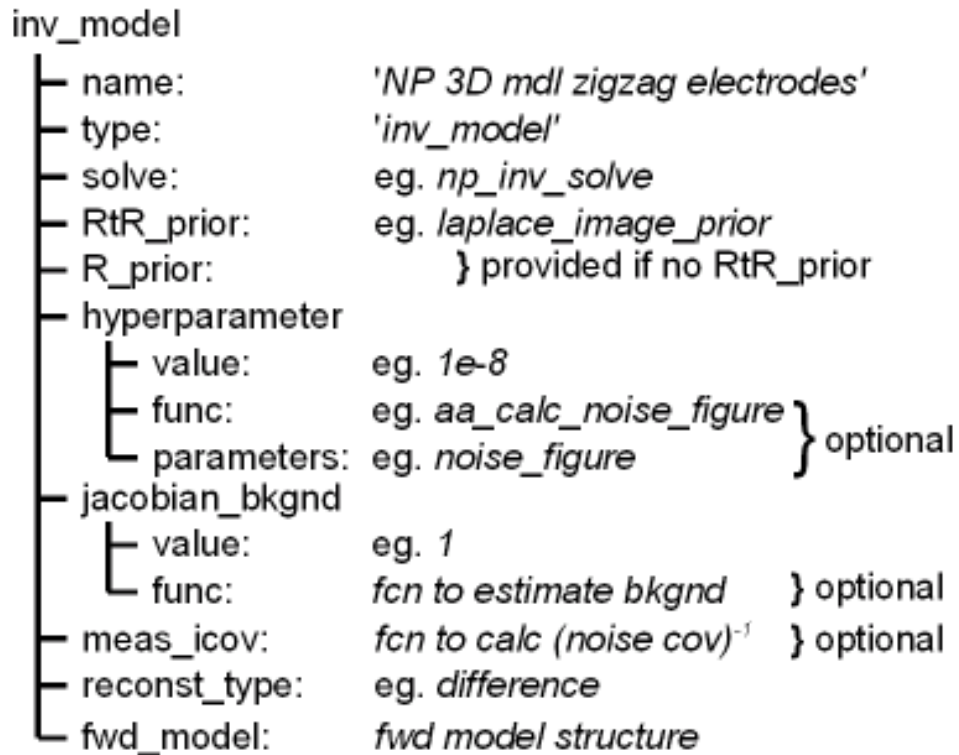 inv_model
name: 'NP 3D mdl zigzag electrodes'
type: 'inv_model'
solve: eg. np_inv_solve
RtR_prior: eg. laplace_image_prior
R_prior: } provided if no RtR_prior
hyperparameter
value: eg. 1e-8
func: eg. aa_calc_noise_figure
} optional
parameters: eg. noise_figure
jacobian_bkgnd
value: eg. 1
func: fcn to estimate bkgnd } optional
meas_icov: fcn to calc (noise cov)⁻¹ } optional
reconst_type: eg. difference
fwd_model: fwd model structure